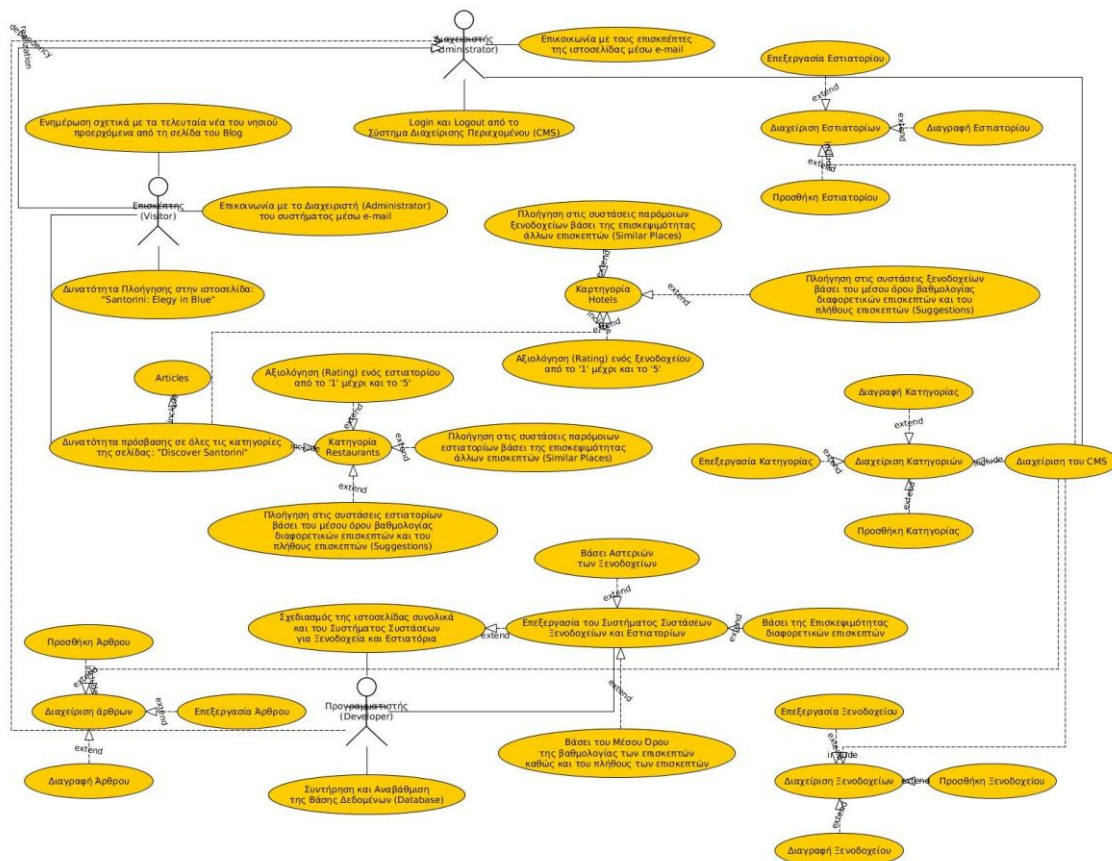 dependency
realization
Διαχειριστής
(Administrator)
Επικοινωνία με τους επισκπέτες
της ιστοσελίδας μέσω e-mail
Επεξεργασία Εστιατορίου
extend
Ενημέρωση σχετικά με τα τελευταία νέα του νησιού
προερχόμενα από τη σελίδα του Blog
Login και Logout από το
Σύστημα Διαχείρισης Περιεχομένου (CMS)
Διαχείριση Εστιατορίων
extend
Διαγραφή Εστιατορίου
include
extend
Προσθήκη Εστιατορίου
Επισκέπτης
(Visitor)
Επικοινωνία με το Διαχειριστή (Administrator)
του συστήματος μέσω e-mail
Πλοήγηση στις συστάσεις παρόμοιων
ξενοδοχείων βάσει της επισκεψιμότητας
άλλων επισκεπτών (Similar Places)
extend
Δυνατότητα Πλοήγησης στην ιστοσελίδα:
"Santorini: Elegy in Blue"
Κατηγορία
Hotels
extend
Πλοήγηση στις συστάσεις ξενοδοχείων
βάσει του μέσου όρου βαθμολογίας
διαφορετικών επισκεπτών και του
πλήθους επισκεπτών (Suggestions)
include
extend
Αξιολόγηση (Rating) ενός ξενοδοχείου
από το '1' μέχρι και το '5'
Articles
Αξιολόγηση (Rating) ενός εστιατορίου
από το '1' μέχρι και το '5'
Διαγραφή Κατηγορίας
include
extend
extend
Δυνατότητα πρόσβασης σε όλες τις κατηγορίες
της σελίδας: "Discover Santorini"
include
Κατηγορία
Restaurants
extend
Πλοήγηση στις συστάσεις παρόμοιων
εστιατορίων βάσει της επισκεψιμότητας
άλλων επισκεπτών (Similar Places)
Επεξεργασία Κατηγορίας
extend
Διαχείριση Κατηγοριών
include
Διαχείριση του CMS
extend
extend
Πλοήγηση στις συστάσεις εστιατορίων
βάσει του μέσου όρου βαθμολογίας
διαφορετικών επισκεπτών και του
πλήθους επισκεπτών (Suggestions)
Προσθήκη Κατηγορίας
Βάσει Αστεριών
των Ξενοδοχείων
extend
Σχεδιασμός της ιστοσελίδας συνολικά
και του Συστήματος Συστάσεων
για Ξενοδοχεία και Εστιατόρια
extend
Επεξεργασία του Συστήματος Συστάσεων
Ξενοδοχείων και Εστιατορίων
extend
Βάσει της Επισκεψιμότητας
διαφορετικών επισκεπτών
Προσθήκη Άρθρου
extend
include
Διαχείριση άρθρων
extend
Επεξεργασία Άρθρου
extend
Διαγραφή Άρθρου
Προγραμματιστής
(Developer)
extend
Βάσει του Μέσου Όρου
της βαθμολογίας των επισκεπτών
καθώς και του πλήθους των επισκεπτών
Επεξεργασία Ξενοδοχείου
extend
include
Διαχείριση Ξενοδοχείων
extend
Προσθήκη Ξενοδοχείου
Συντήρηση και Αναβάθμιση
της Βάσης Δεδομένων (Database)
extend
Διαγραφή Ξενοδοχείου